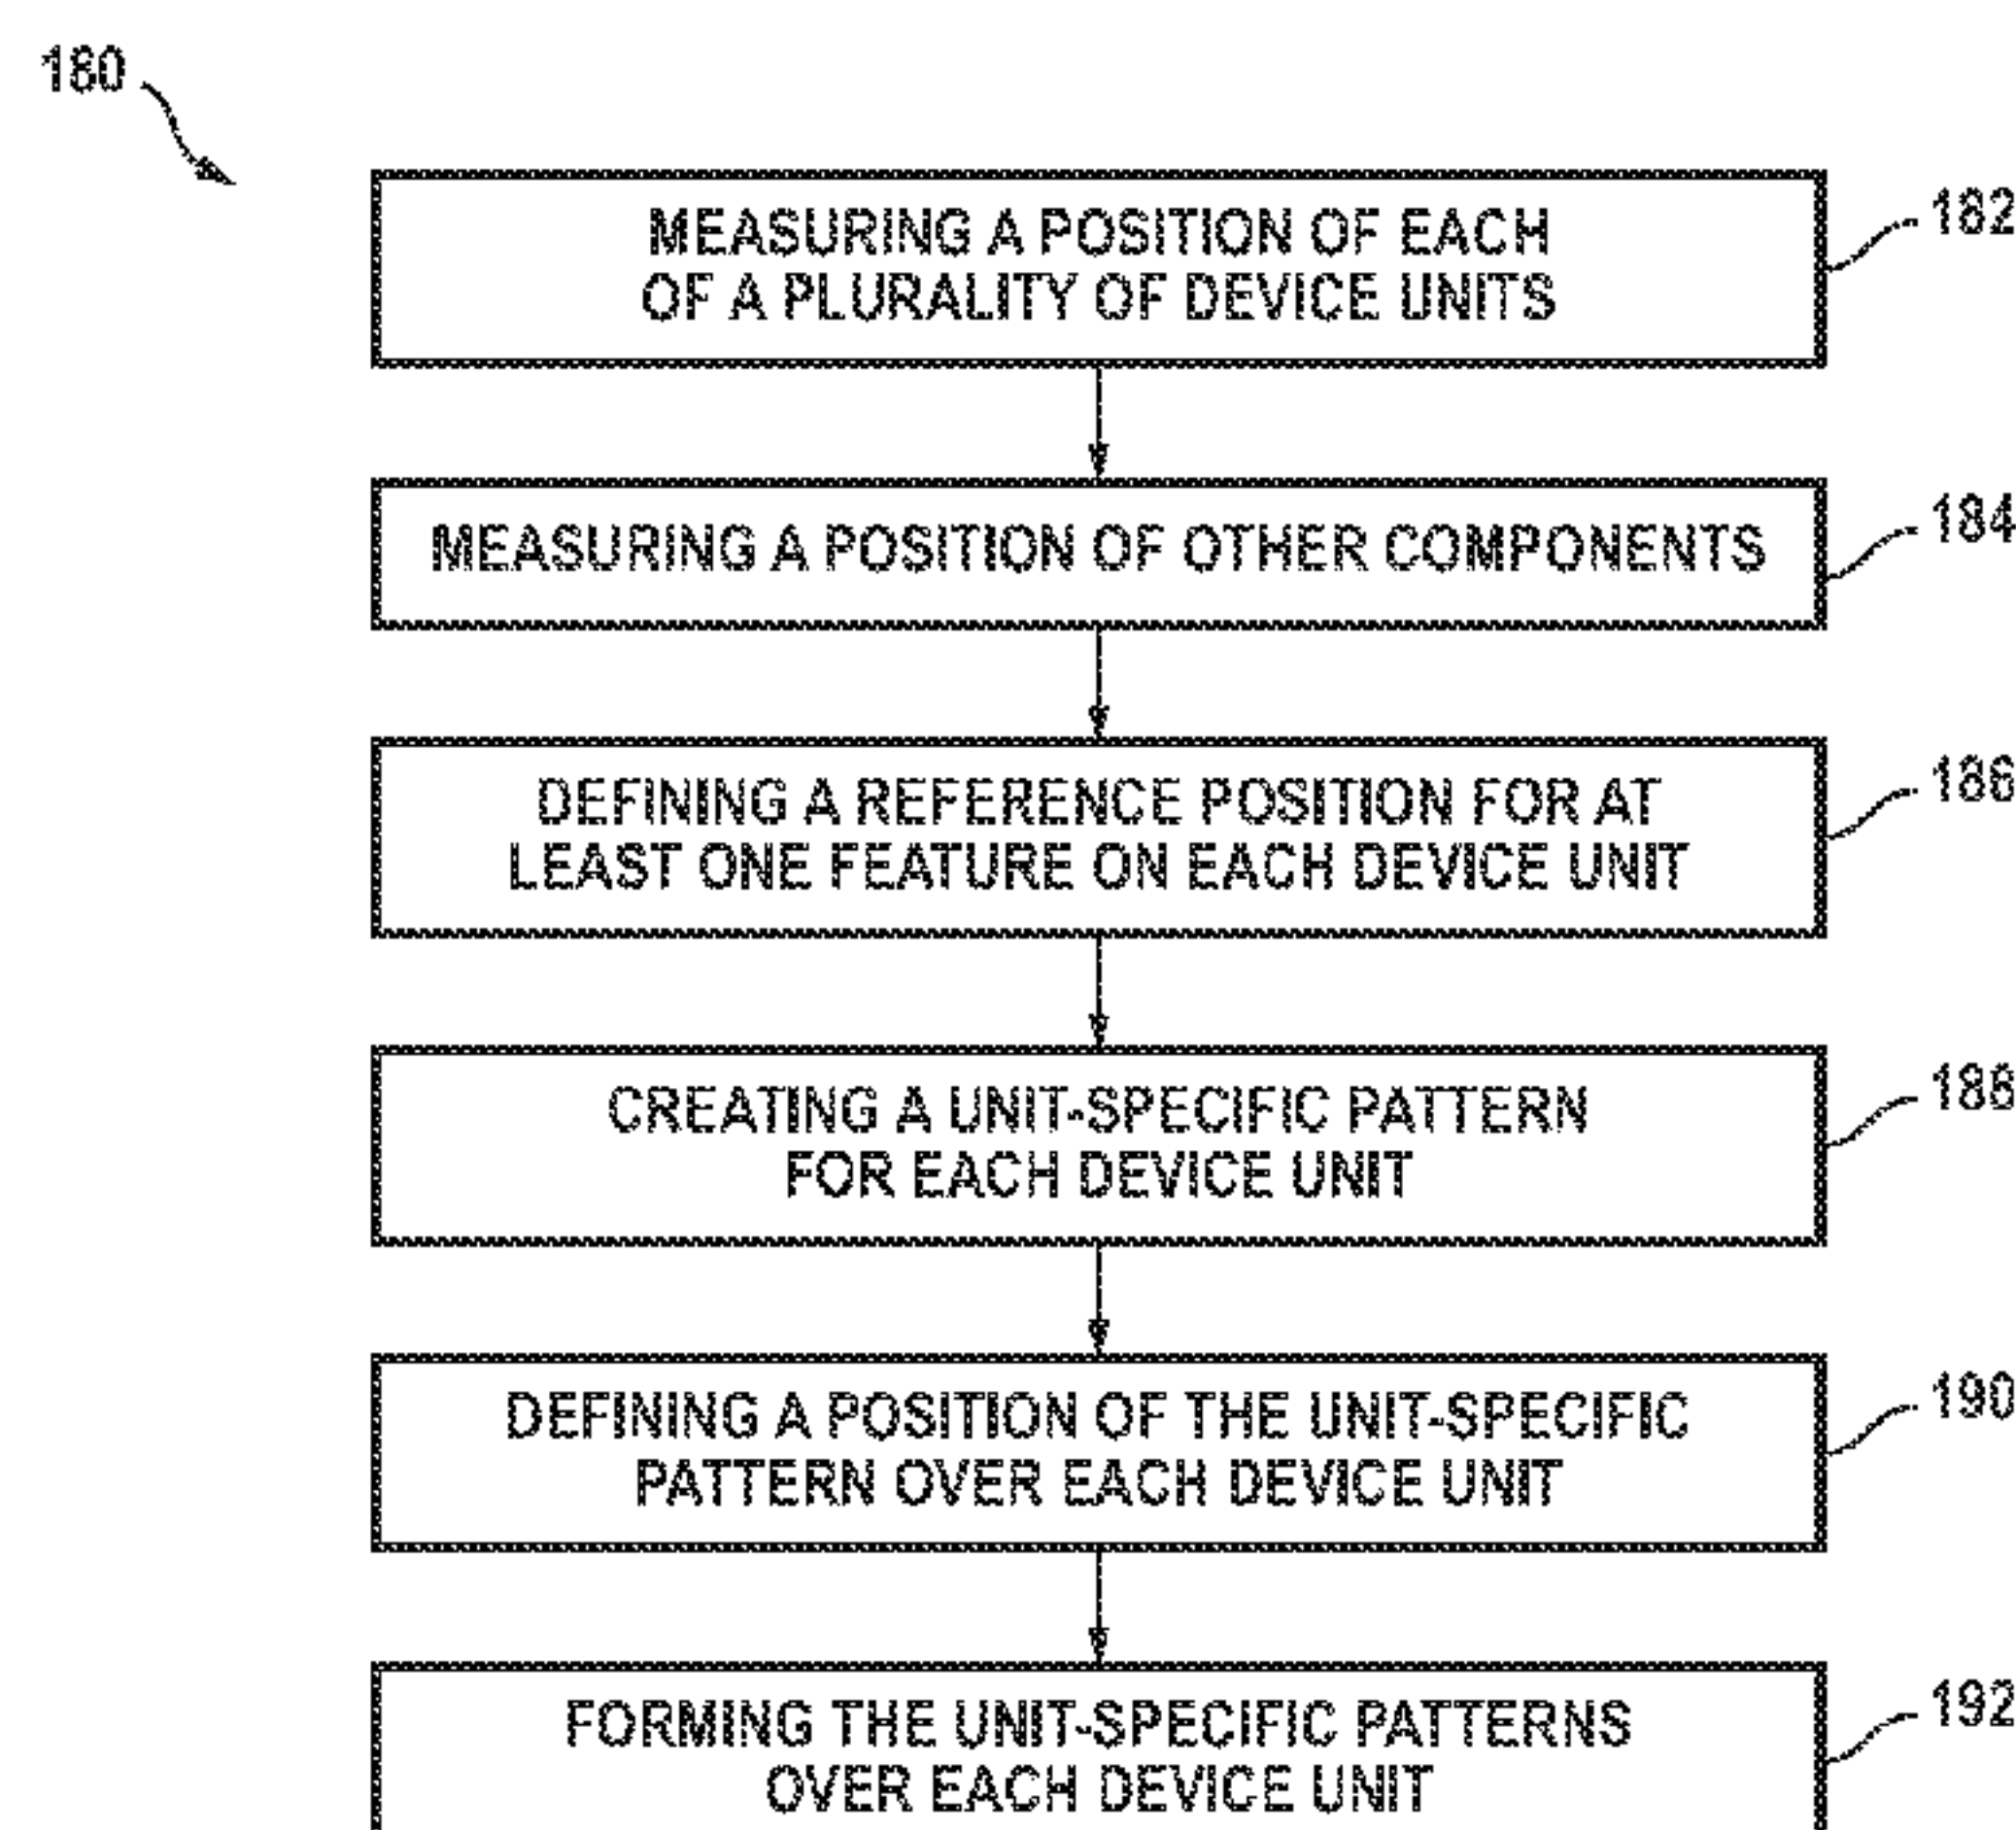 180
MEASURING A POSITION OF EACH
OF A PLURALITY OF DEVICE UNITS
182
MEASURING A POSITION OF OTHER COMPONENTS
184
DEFINING A REFERENCE POSITION FOR AT
LEAST ONE FEATURE ON EACH DEVICE UNIT
186
CREATING A UNIT-SPECIFIC PATTERN
FOR EACH DEVICE UNIT
188
DEFINING A POSITION OF THE UNIT-SPECIFIC
PATTERN OVER EACH DEVICE UNIT
190
FORMING THE UNIT-SPECIFIC PATTERNS
OVER EACH DEVICE UNIT
192